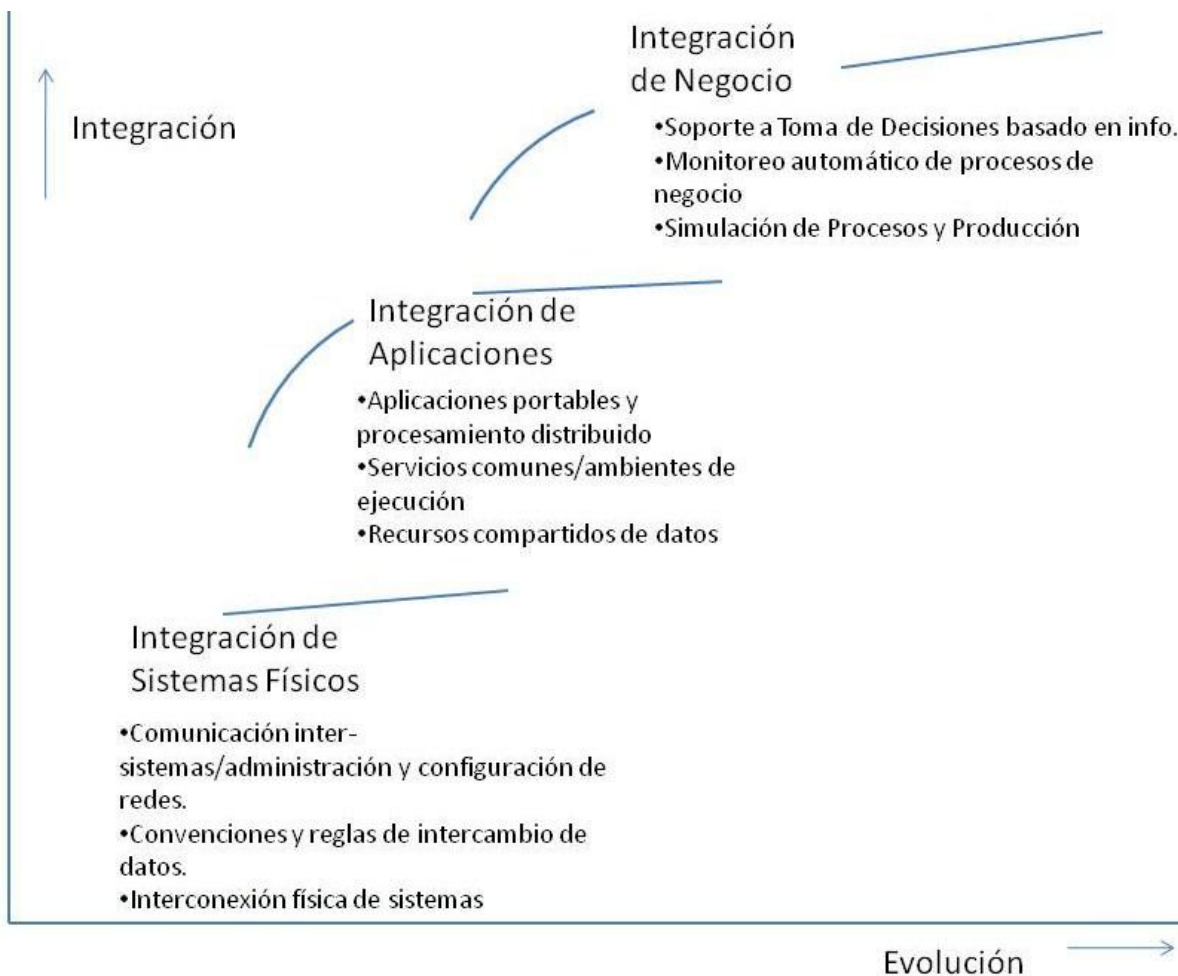 Integración
de Negocio
Integración
•Soporte a Toma de Decisiones basado en info.
•Monitoreo automático de procesos de
negocio
•Simulación de Procesos y Producción
Integración de
Aplicaciones
•Aplicaciones portables y
procesamiento distribuido
•Servicios comunes/ambientes de
ejecución
•Recursos compartidos de datos
Integración de
Sistemas Físicos
•Comunicación inter-
sistemas/administración y configuración de
redes.
•Convenciones y reglas de intercambio de
datos.
•Interconexión física de sistemas
Evolución